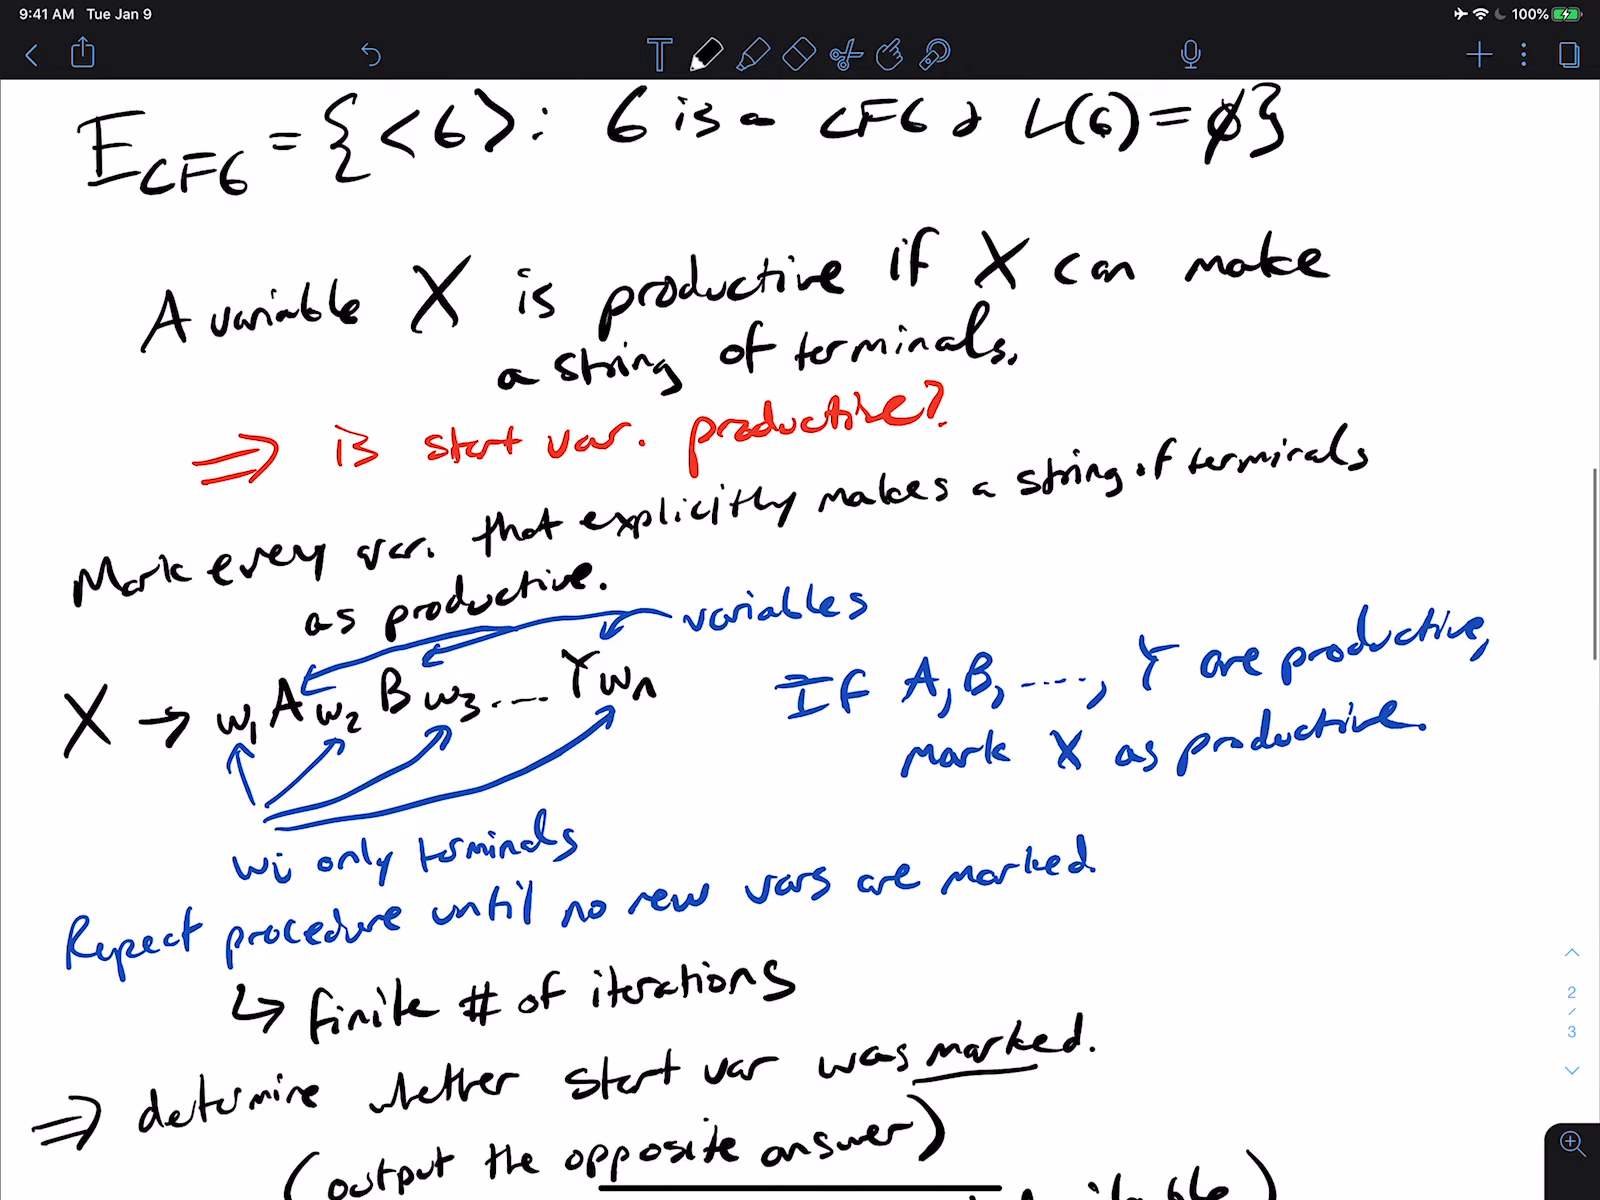 9:41 AM Tue Jan 9
100%
E_CFG = {<G>: G is a CFG & L(G) = ∅}
A variable X is productive if X can make
a string of terminals.
⇒ is start var. productive?
Mark every var. that explicitly makes a string of terminals
as productive.
variables
X → w₁ A w₂ B w₃ .... Y wₙ
If A, B, ...., Y are productive,
mark X as productive.
wi only terminals
Repeat procedure until no new vars are marked.
↳ finite # of iterations
⇒ determine whether start var was marked.
(output the opposite answer)
2
/
3